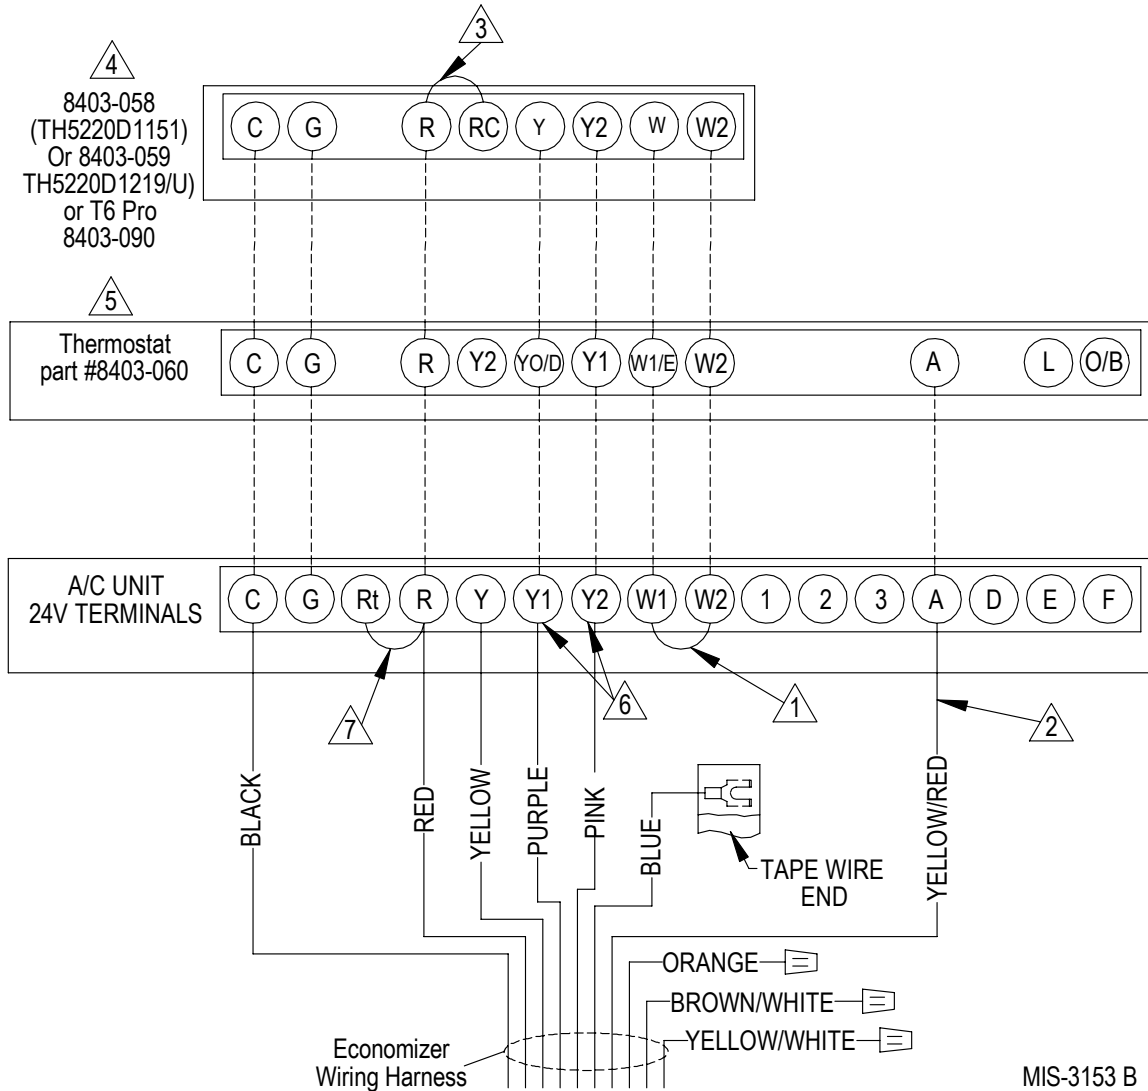 3
4
8403-058
(TH5220D1151)
Or 8403-059
TH5220D1219/U)
or T6 Pro
8403-090
C G R RC Y Y2 W W2
5
Thermostat
part #8403-060
C G R Y2 YO/D Y1 W1/E W2 A L O/B
A/C UNIT
24V TERMINALS
C G Rt R Y Y1 Y2 W1 W2 1 2 3 A D E F
7
6
1
2
BLACK
RED
YELLOW
PURPLE
PINK
BLUE
YELLOW/RED
TAPE WIRE
END
ORANGE
BROWN/WHITE
YELLOW/WHITE
Economizer
Wiring Harness
MIS-3153 B